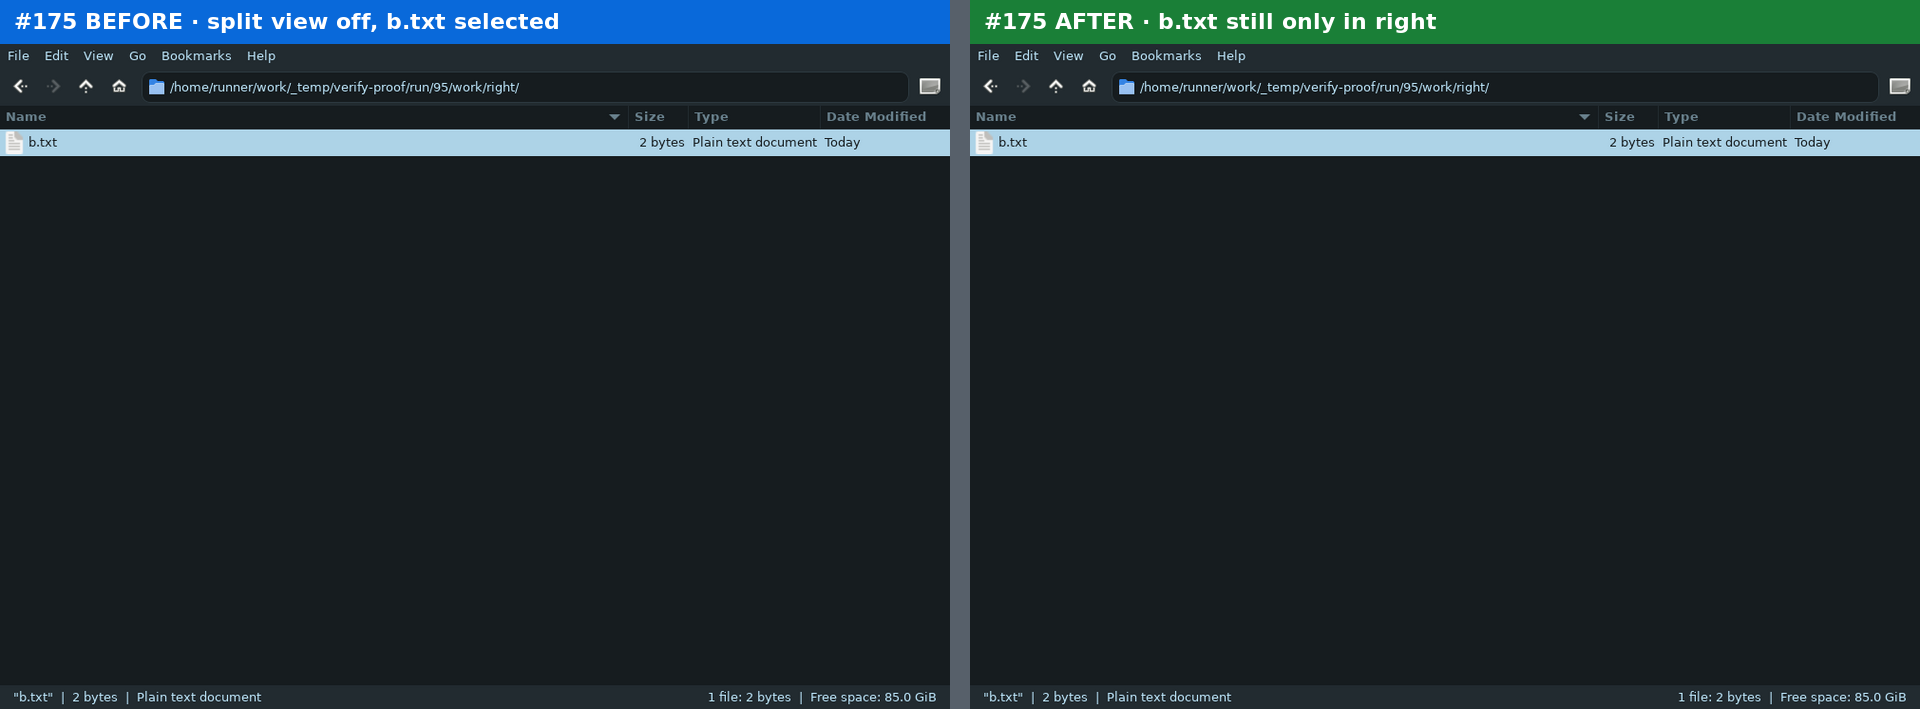 #175 BEFORE · split view off, b.txt selected
File Edit View Go Bookmarks Help
/home/runner/work/_temp/verify-proof/run/95/work/right/
Name Size Type Date Modified
b.txt 2 bytes Plain text document Today
"b.txt" | 2 bytes | Plain text document 1 file: 2 bytes | Free space: 85.0 GiB
#175 AFTER · b.txt still only in right
File Edit View Go Bookmarks Help
/home/runner/work/_temp/verify-proof/run/95/work/right/
Name Size Type Date Modified
b.txt 2 bytes Plain text document Today
"b.txt" | 2 bytes | Plain text document 1 file: 2 bytes | Free space: 85.0 GiB